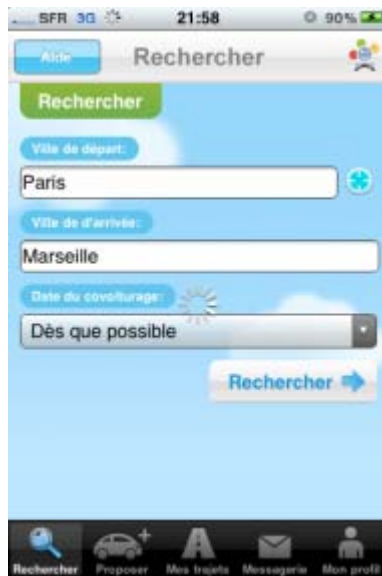 SFR 3G 21:58 90%
Aide Rechercher
Rechercher
Ville de départ:
Paris
Ville de d'arrivée:
Marseille
Date du covoiturage:
Dès que possible
Rechercher
Rechercher Proposer Mes trajets Messagerie Mon profil